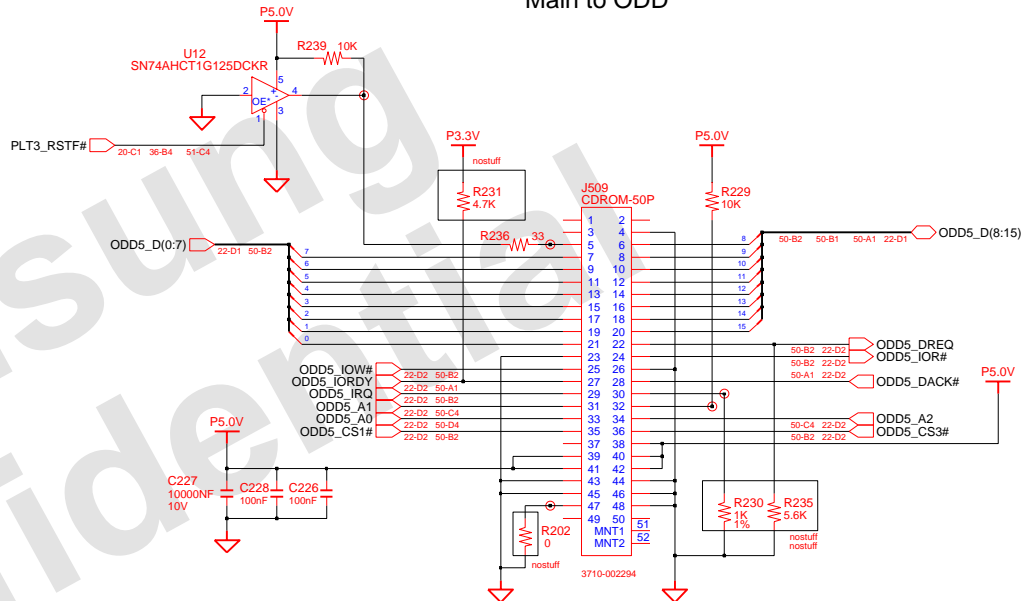 Main to ODD
P5.0V
R239 10K
U12
SN74AHCT1G125DCKR
5
+
-
2
4
OE*
1
3
PLT3_RSTF#
20-C1 36-B4 51-C4
P3.3V
nostuff
R231
4.7K
P5.0V
R229
10K
J509
CDROM-50P
R236 33
ODD5_D(0:7)
22-D1 50-B2
7
6
5
4
3
2
1
0
1 2
3 4
5 6
7 8
9 10
11 12
13 14
15 16
17 18
19 20
21 22
23 24
25 26
27 28
29 30
31 32
33 34
35 36
37 38
39 40
41 42
43 44
45 46
47 48
49 50
MNT1 51
MNT2 52
3710-002294
8
9
10
11
12
13
14
15
50-B2 50-B1 50-A1 22-D1
ODD5_D(8:15)
50-B2 22-D2 ODD5_DREQ
50-B2 22-D2 ODD5_IOR#
50-A1 22-D2 ODD5_DACK#
50-C4 22-D2 ODD5_A2
50-B2 22-D2 ODD5_CS3#
P5.0V
ODD5_IOW# 22-D2 50-B2
ODD5_IORDY 22-D2 50-A1
ODD5_IRQ 22-D2 50-B2
ODD5_A1 22-D2 50-C4
ODD5_A0 22-D2 50-D4
ODD5_CS1# 22-D2 50-B2
P5.0V
C227
10000NF
10V
C228
100nF
C226
100nF
R202
0
nostuff
R230
1K
1%
R235
5.6K
nostuff
nostuff
sung
fidential